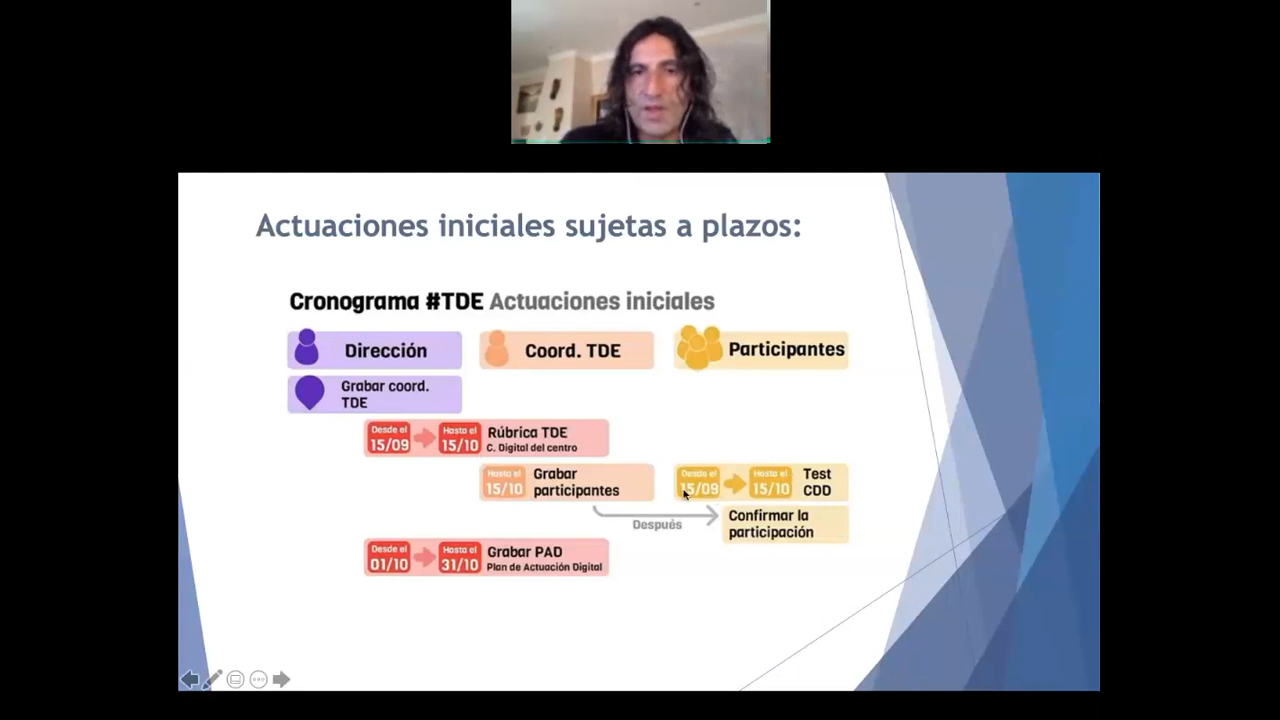 Actuaciones iniciales sujetas a plazos:
Cronograma #TDE Actuaciones iniciales
Dirección
Coord. TDE
Participantes
Grabar coord.
TDE
Desde el
15/09
Hasta el
15/10
Rúbrica TDE
C. Digital del centro
Hasta el
15/10
Grabar
participantes
Desde el
15/09
Hasta el
15/10
Test
CDD
Después
Confirmar la
participación
Desde el
01/10
Hasta el
31/10
Grabar PAD
Plan de Actuación Digital